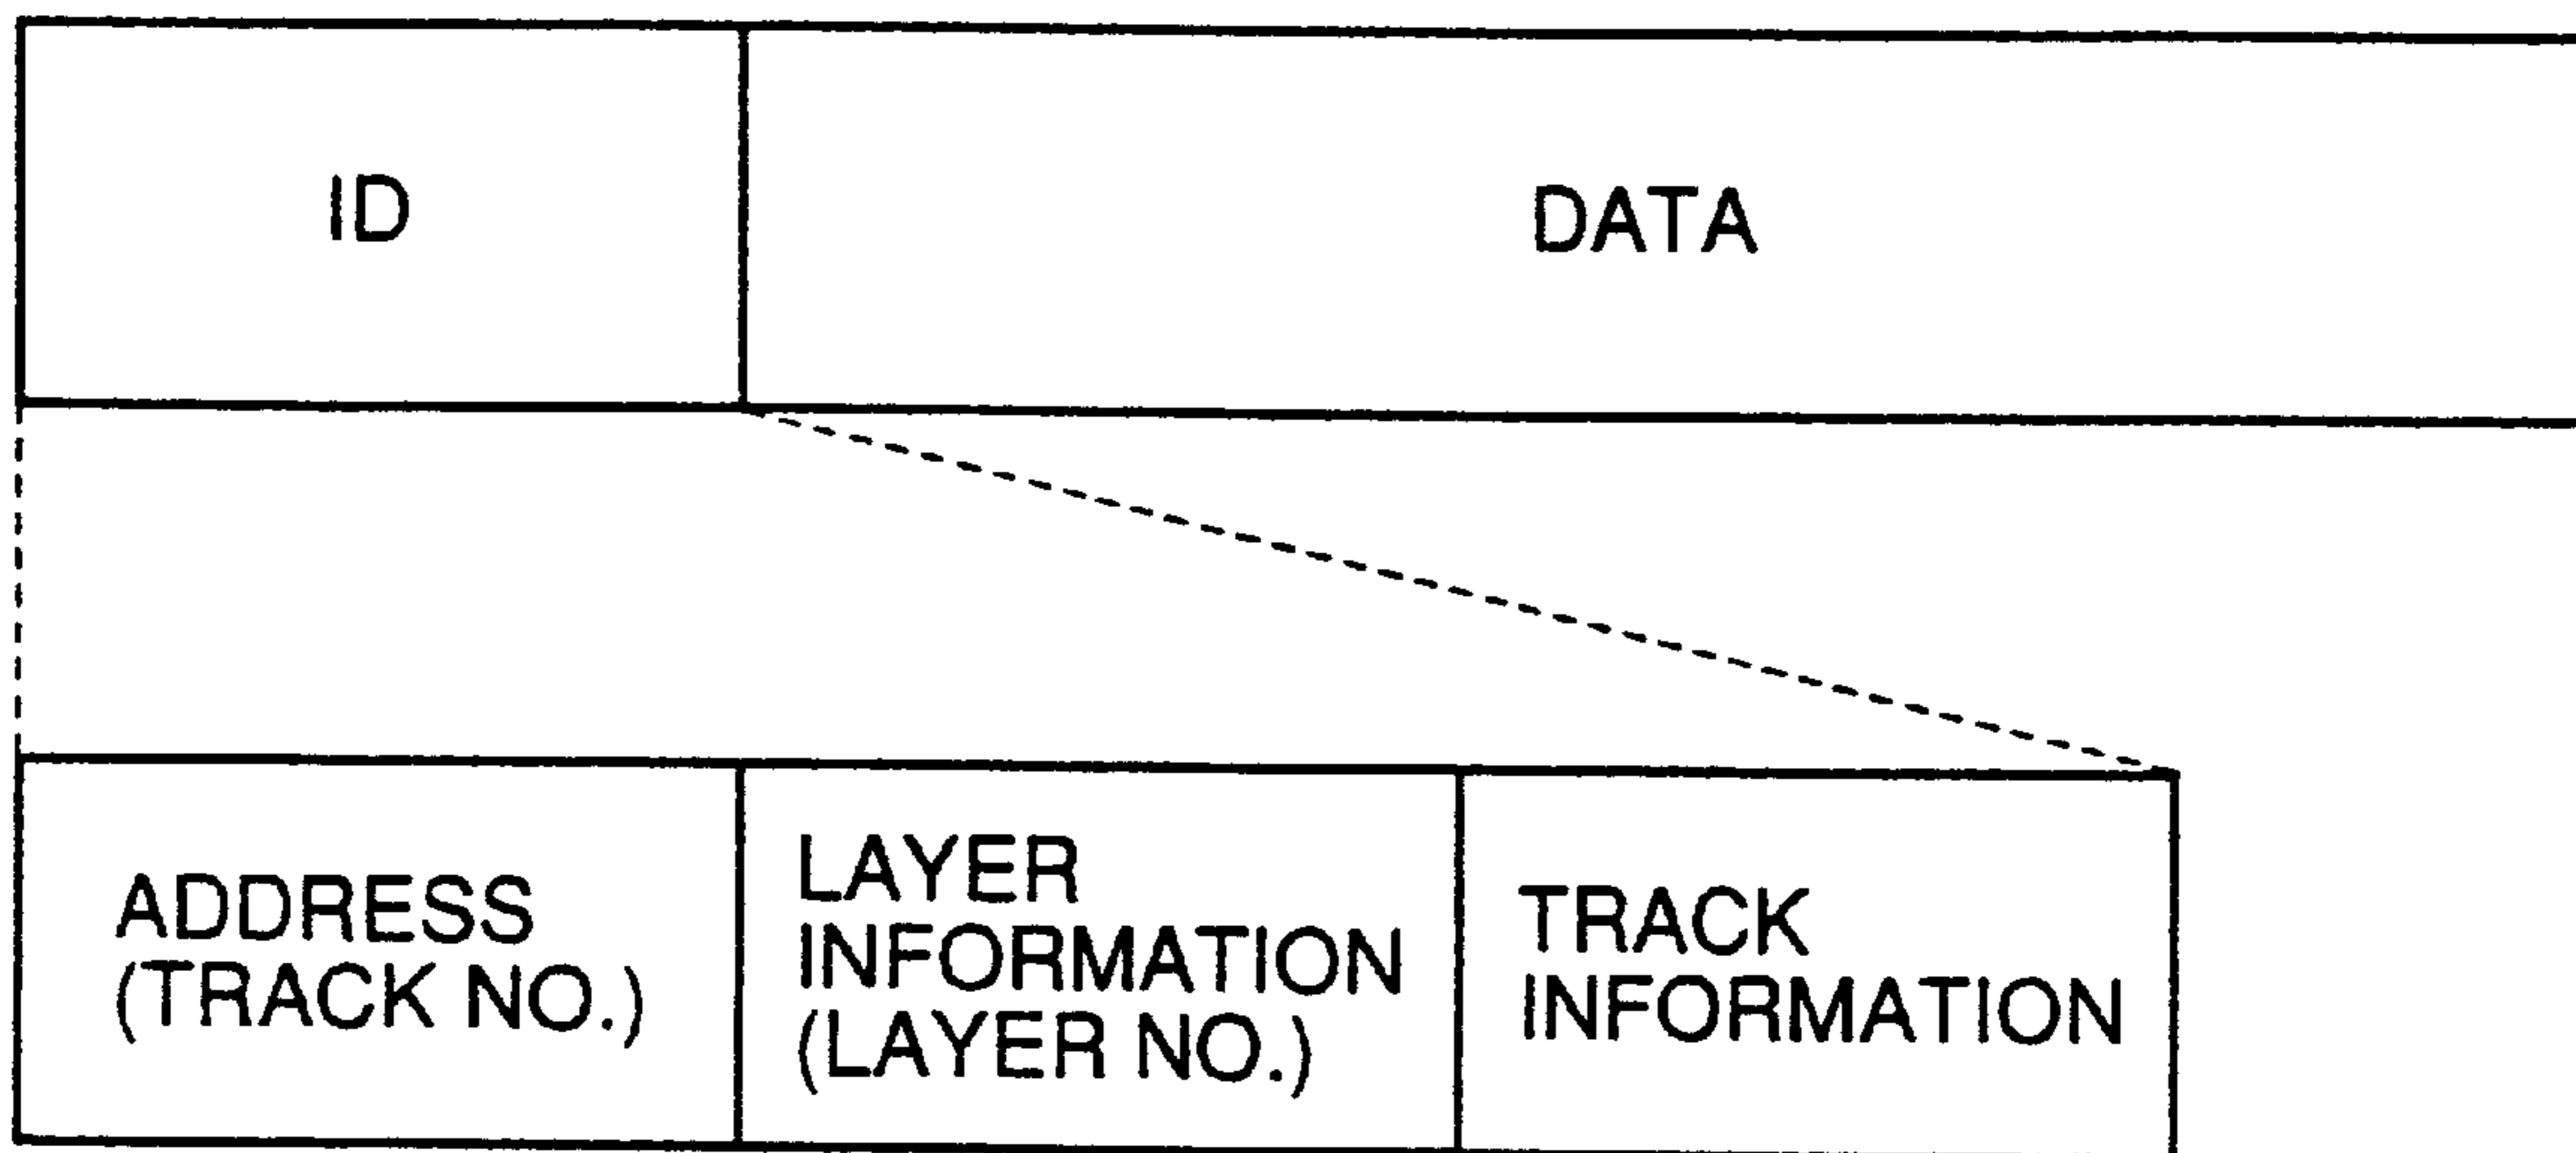 ID
DATA
ADDRESS
(TRACK NO.)
LAYER
INFORMATION
(LAYER NO.)
TRACK
INFORMATION